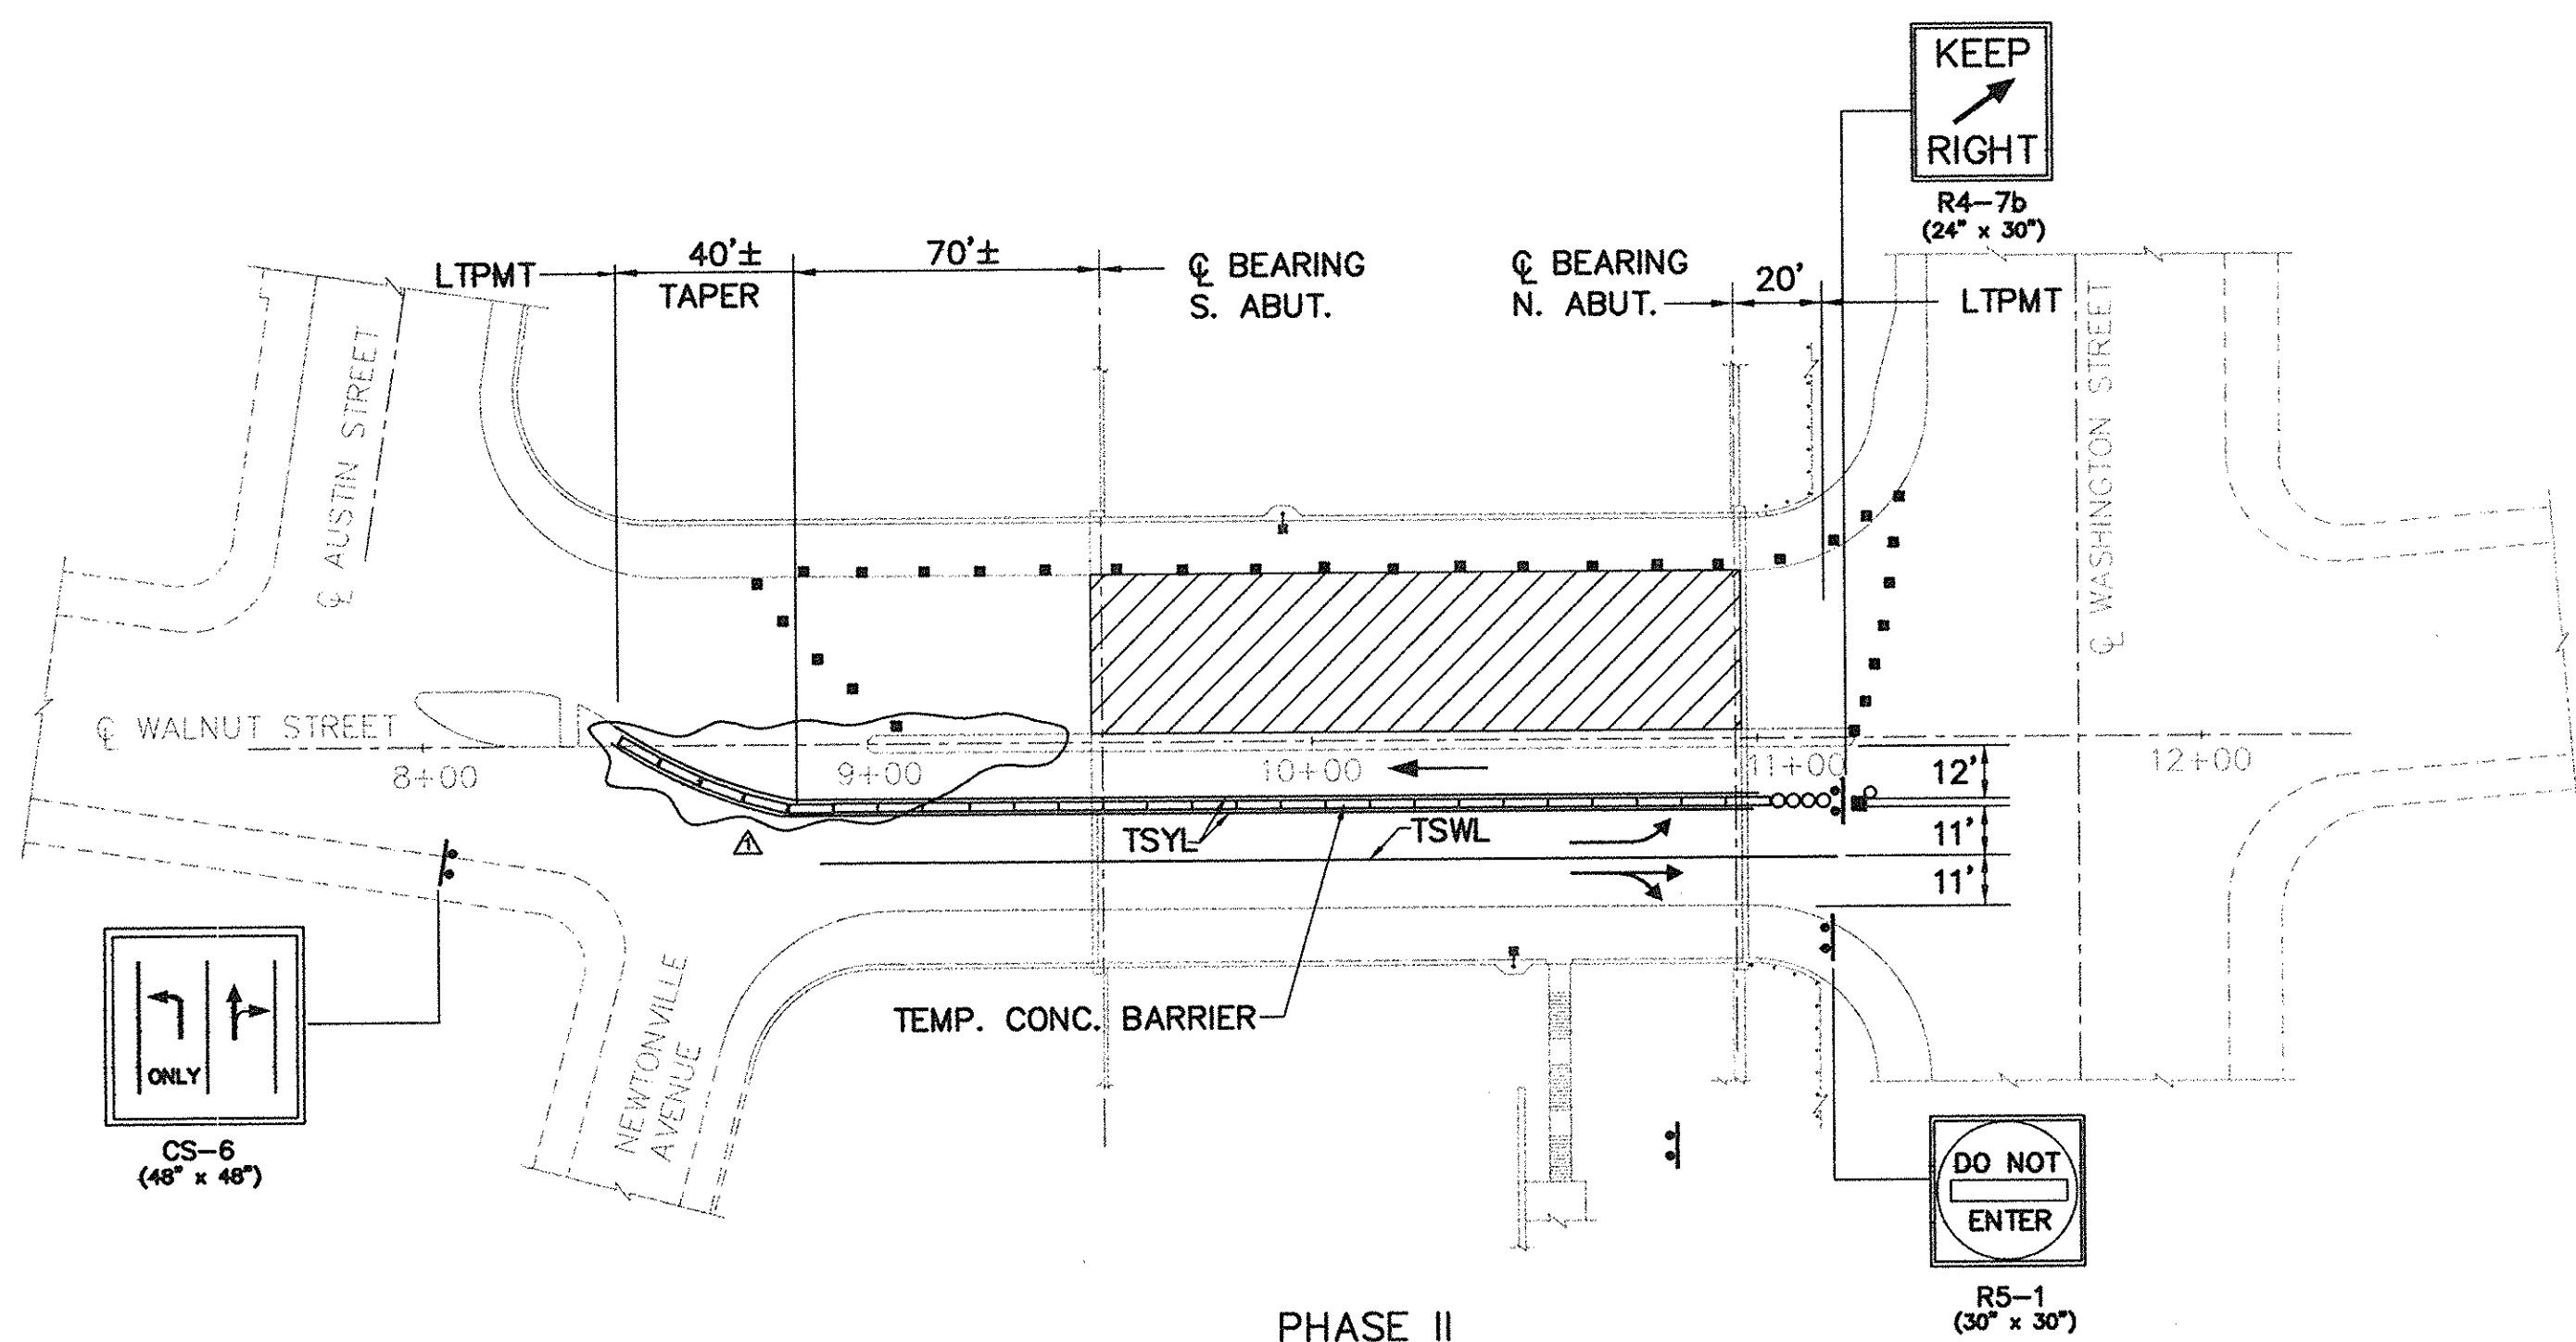 KEEP
RIGHT
R4-7b
(24" x 30")
40'±
70'±
LTPMT
TAPER
℄ BEARING
S. ABUT.
℄ BEARING
N. ABUT.
20'
LTPMT
℄ AUSTIN STREET
℄ WASHINGTON STREET
℄ WALNUT STREET
8+00
9+00
10+00
11+00
12+00
12'
11'
11'
1
TSYL
TSWL
TEMP. CONC. BARRIER
NEWTONVILLE
AVENUE
ONLY
CS-6
(48" x 48")
DO NOT
ENTER
R5-1
(30" x 30")
PHASE II